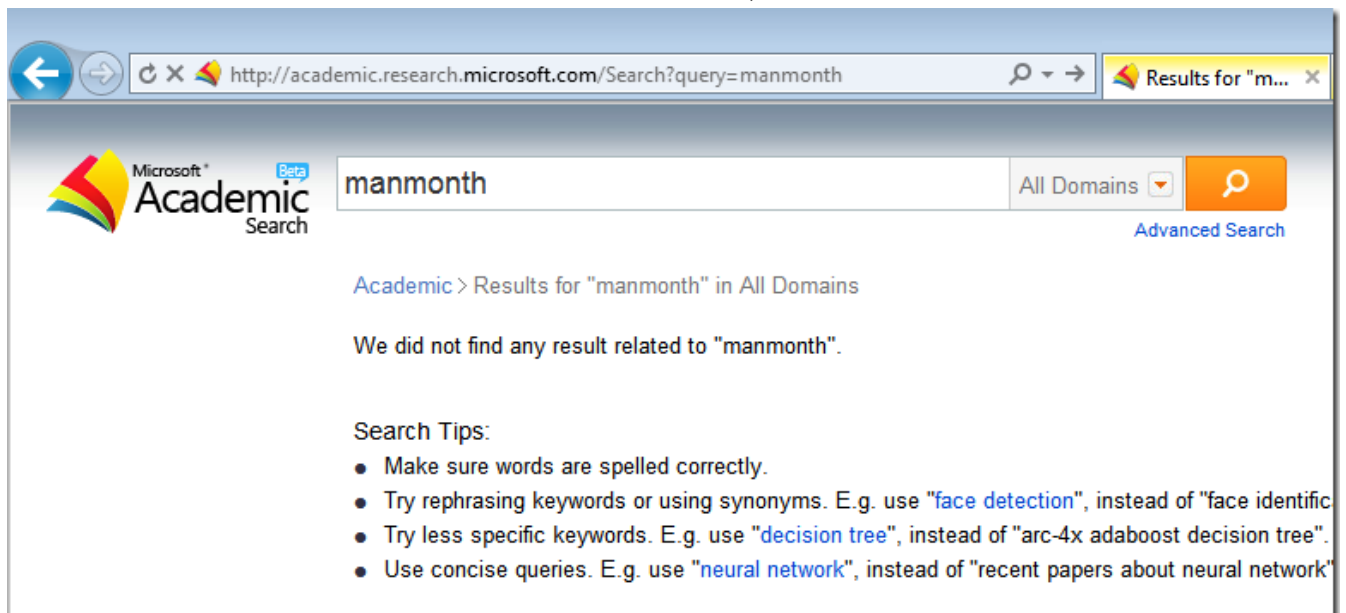 http://academic.research.microsoft.com/Search?query=manmonth
Results for "m...
Microsoft®
Beta
Academic
Search
manmonth
All Domains
Advanced Search
Academic > Results for "manmonth" in All Domains
We did not find any result related to "manmonth".
Search Tips:
● Make sure words are spelled correctly.
● Try rephrasing keywords or using synonyms. E.g. use "face detection", instead of "face identific
● Try less specific keywords. E.g. use "decision tree", instead of "arc-4x adaboost decision tree".
● Use concise queries. E.g. use "neural network", instead of "recent papers about neural network"